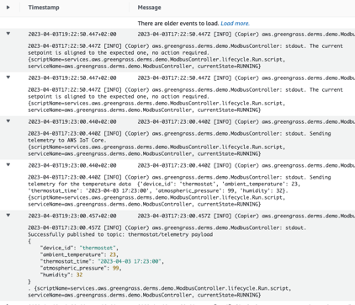 Timestamp Message
There are older events to load. Load more.
2023-04-03T19:22:50.447+02:00 2023-04-03T17:22:50.447Z [INFO] (Copier) aws.greengrass.derms.demo.Modbus
2023-04-03T17:22:50.447Z [INFO] (Copier) aws.greengrass.derms.demo.ModbusController: stdout. The current
setpoint is aligned to the expected one, no action required.
{scriptName=services.aws.greengrass.derms.demo.ModbusController.lifecycle.Run.script,
serviceName=aws.greengrass.derms.demo.ModbusController, currentState=RUNNING}
2023-04-03T19:22:50.447+02:00 2023-04-03T17:22:50.447Z [INFO] (Copier) aws.greengrass.derms.demo.Modbus
2023-04-03T17:22:50.447Z [INFO] (Copier) aws.greengrass.derms.demo.ModbusController: stdout. The current
setpoint is aligned to the expected one, no action required.
{scriptName=services.aws.greengrass.derms.demo.ModbusController.lifecycle.Run.script,
serviceName=aws.greengrass.derms.demo.ModbusController, currentState=RUNNING}
2023-04-03T19:23:00.440+02:00 2023-04-03T17:23:00.440Z [INFO] (Copier) aws.greengrass.derms.demo.Modbus
2023-04-03T17:23:00.440Z [INFO] (Copier) aws.greengrass.derms.demo.ModbusController: stdout. Sending
telemetry to AWS IoT Core.
{scriptName=services.aws.greengrass.derms.demo.ModbusController.lifecycle.Run.script,
serviceName=aws.greengrass.derms.demo.ModbusController, currentState=RUNNING}
2023-04-03T19:23:00.440+02:00 2023-04-03T17:23:00.440Z [INFO] (Copier) aws.greengrass.derms.demo.Modbus
2023-04-03T17:23:00.440Z [INFO] (Copier) aws.greengrass.derms.demo.ModbusController: stdout. Sending
telemetry for the temperature data {'device_id': 'thermostat', 'ambient_temperature': 23,
'thermostat_time': '2023-04-03 17:23:00', 'atmospheric_pressure': 99, 'humidity': 32}.
{scriptName=services.aws.greengrass.derms.demo.ModbusController.lifecycle.Run.script,
serviceName=aws.greengrass.derms.demo.ModbusController, currentState=RUNNING}
2023-04-03T19:23:00.457+02:00 2023-04-03T17:23:00.457Z [INFO] (Copier) aws.greengrass.derms.demo.Modbus
2023-04-03T17:23:00.457Z [INFO] (Copier) aws.greengrass.derms.demo.ModbusController: stdout.
Successfully published to topic: thermostat/telemetry payload
{
"device_id": "thermostat",
"ambient_temperature": 23,
"thermostat_time": "2023-04-03 17:23:00",
"atmospheric_pressure": 99,
"humidity": 32
}
. {scriptName=services.aws.greengrass.derms.demo.ModbusController.lifecycle.Run.script,
serviceName=aws.greengrass.derms.demo.ModbusController, currentState=RUNNING}